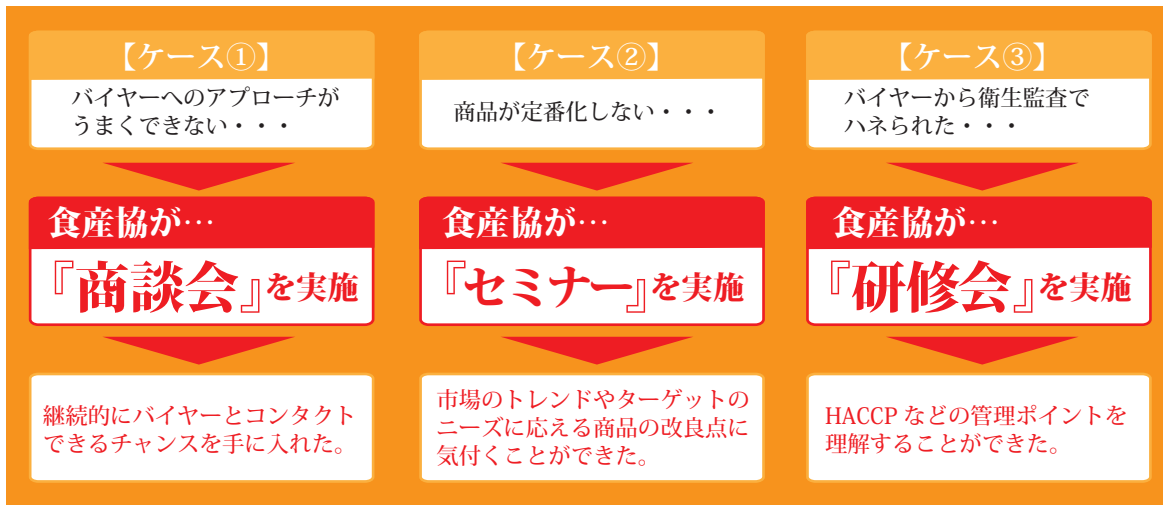 【ケース①】
バイヤーへのアプローチが
うまくできない・・・
食産協が…
『商談会』を実施
継続的にバイヤーとコンタクト
できるチャンスを手に入れた。
【ケース②】
商品が定番化しない・・・
食産協が…
『セミナー』を実施
市場のトレンドやターゲットの
ニーズに応える商品の改良点に
気付くことができた。
【ケース③】
バイヤーから衛生監査で
ハネられた・・・
食産協が…
『研修会』を実施
HACCP などの管理ポイントを
理解することができた。